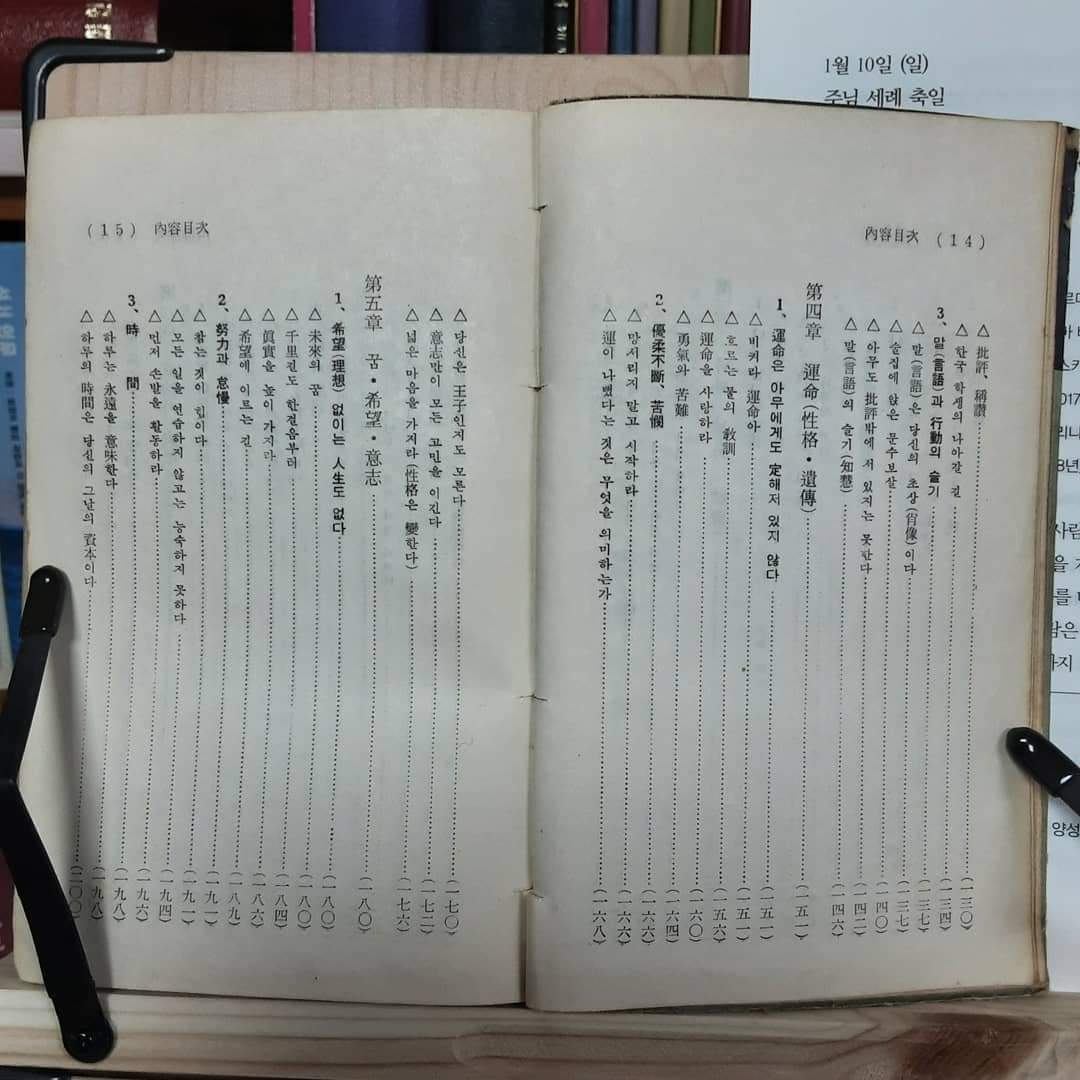 1월 10일 (일)
주님 세례 축일
內容目次 (14)
△ 批評、稱讚 (一三〇)
△ 한국 학생의 나아갈 길 (一三四)
3、말(言語)과 行動의 슬기 (一三七)
△ 말(言語)은 당신의 초상(肖像)이다 (一三七)
△ 술집에 앉은 문수보살 (一四〇)
△ 아무도 批評밖에 서 있지는 못한다 (一四二)
△ 말(言語)의 슬기(知慧) (一四六)
第四章 運命(性格·遺傳) (一五一)
1、運命은 아무에게도 定해저 있지 않다 (一五一)
△ 비켜라 運命아 (一五一)
△ 흐르는 물의 敎訓 (一五六)
△ 運命을 사랑하라 (一六〇)
△ 勇氣와 苦難 (一六四)
2、優柔不斷、苦憫 (一六六)
△ 망서리지 말고 시작하라 (一六六)
△ 運이 나빴다는 것은 무엇을 의미하는가 (一六八)
(15) 內容目次
△ 당신은 王子인지도 모른다 (一七〇)
△ 意志만이 모든 고민을 이긴다 (一七二)
△ 넓은 마음을 가지라(性格은 變한다) (一七六)
第五章 꿈·希望·意志 (一八〇)
1、希望(理想) 없이는 人生도 없다 (一八〇)
△ 未來의 꿈 (一八〇)
△ 千里길도 한걸음부터 (一八四)
△ 眞實을 높이 가지라 (一八六)
△ 希望에 이르는 길 (一八九)
2、努力과 怠慢 (一九一)
△ 참는 것이 힘이다 (一九一)
△ 모든 일을 연습하지 않고는 능숙하지 못하다 (一九四)
△ 먼저 손발을 活動하라 (一九六)
3、時 間 (一九八)
△ 하루는 永遠을 意味한다 (一九八)
△ 하루의 時間은 당신의 그날의 資本이다 (二〇〇)
양성